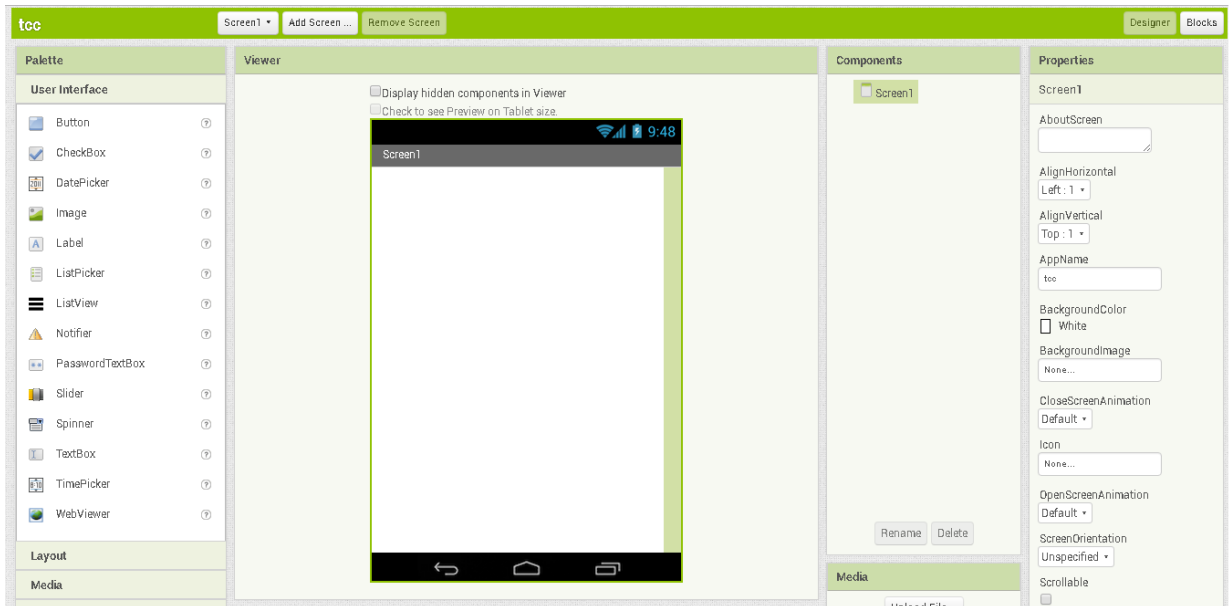 tcc
Screen1
Add Screen ...
Remove Screen
Designer
Blocks
Palette
User Interface
Button
CheckBox
DatePicker
Image
Label
ListPicker
ListView
Notifier
PasswordTextBox
Slider
Spinner
TextBox
TimePicker
WebViewer
Layout
Media
Viewer
Display hidden components in Viewer
Check to see Preview on Tablet size.
9:48
Screen1
Components
Screen1
Rename
Delete
Media
Upload File
Properties
Screen1
AboutScreen
AlignHorizontal
Left : 1
AlignVertical
Top : 1
AppName
tcc
BackgroundColor
White
BackgroundImage
None...
CloseScreenAnimation
Default
Icon
None...
OpenScreenAnimation
Default
ScreenOrientation
Unspecified
Scrollable